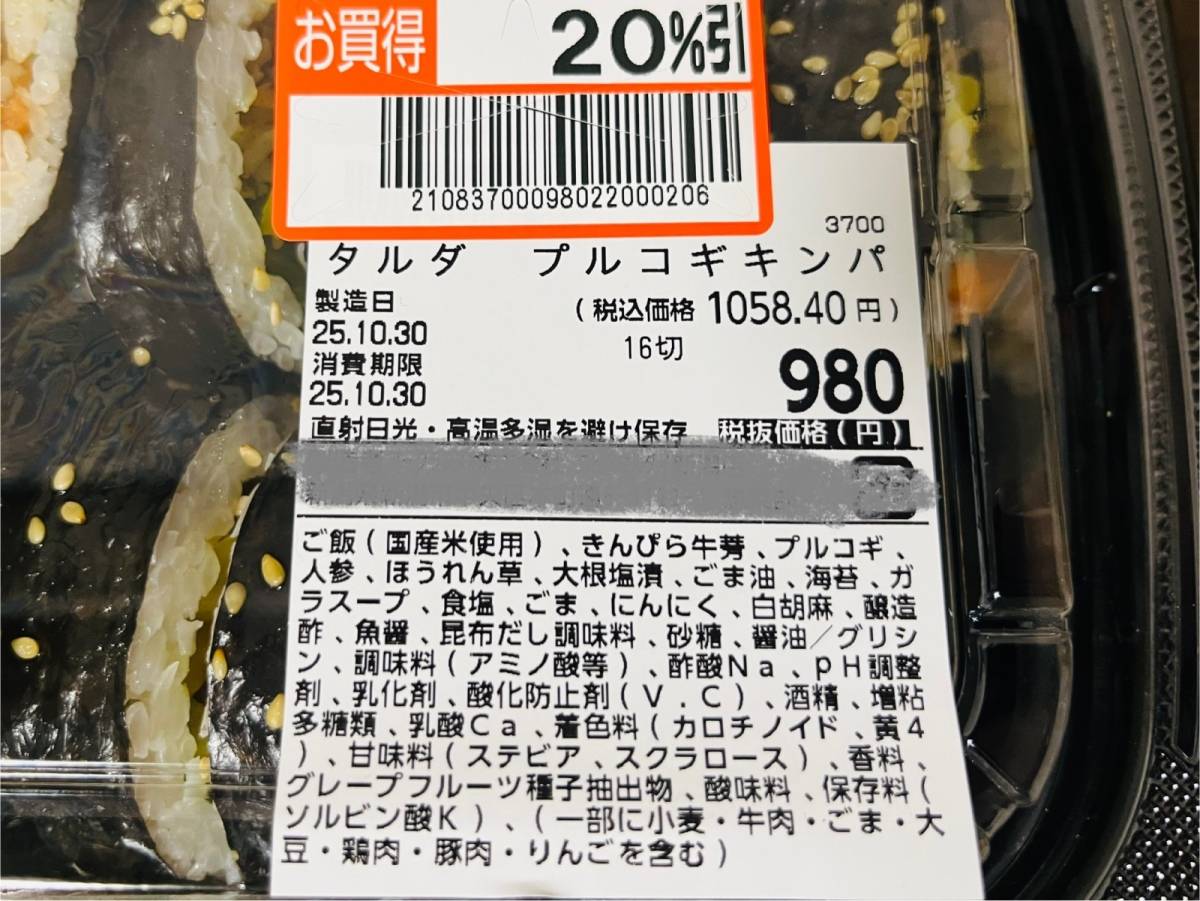 お買得 20%引
2108370009802200​0206
3700
タルダ プルコギキンパ
製造日
(税込価格 1058.40円)
25.10.30
16切
消費期限
980
25.10.30
直射日光・高温多湿を避け保存 税抜価格(円)
ご飯(国産米使用)、きんぴら牛蒡、プルコギ、
人参、ほうれん草、大根塩漬、ごま油、海苔、ガ
ラスープ、食塩、ごま、にんにく、白胡麻、醸造
酢、魚醤、昆布だし調味料、砂糖、醤油/グリシ
ン、調味料(アミノ酸等)、酢酸Na、pH調整
剤、乳化剤、酸化防止剤(V.C)、酒精、増粘
多糖類、乳酸Ca、着色料(カロチノイド、黄4
)、甘味料(ステビア、スクラロース)、香料、
グレープフルーツ種子抽出物、酸味料、保存料(
ソルビン酸K)、(一部に小麦・牛肉・ごま・大
豆・鶏肉・豚肉・りんごを含む)